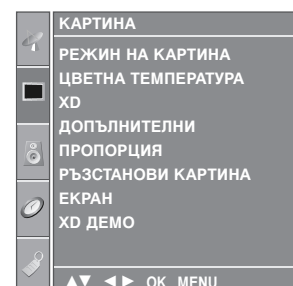 КАРТИНА
РЕЖИН НА КАРТИНА
ЦВЕТНА ТЕМПЕРАТУРА
XD
ДОПЪЛНИТЕЛНИ
ПРОПОРЦИЯ
РЪЗСТАНОВИ КАРТИНА
ЕКРАН
XD ДЕМО
▲▼ ◄► OK MENU